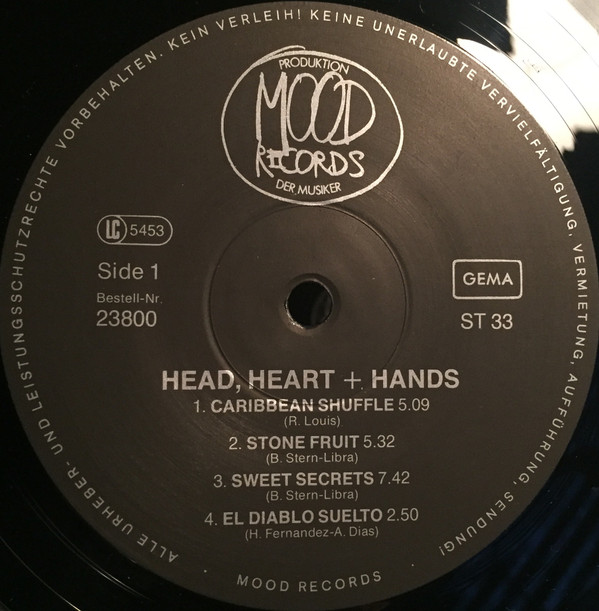 ALLE URHEBER- UND LEISTUNGSSCHUTZRECHTE VORBEHALTEN. KEIN VERLEIH! KEINE UNERLAUBTE VERVIELFÄLTIGUNG, VERMIETUNG, AUFFÜHRUNG, SENDUNG!
PRODUKTION
MOOD
RECORDS
DER MUSIKER
LC 5453
Side 1
Bestell-Nr.
23800
GEMA
ST 33
HEAD, HEART + HANDS
1. CARIBBEAN SHUFFLE 5.09
(R. Louis)
2. STONE FRUIT 5.32
(B. Stern-Libra)
3. SWEET SECRETS 7.42
(B. Stern-Libra)
4. EL DIABLO SUELTO 2.50
(H. Fernandez-A. Dias)
· MOOD RECORDS ·